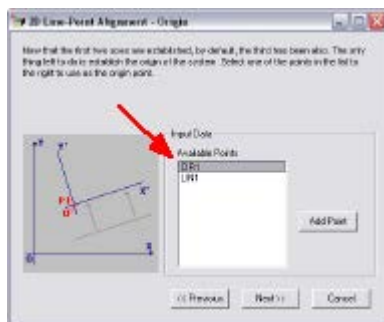 2D Line-Point Alignment - Origin
Now that the first two axes are established, by default, the third has been also. The only
thing left to do is establish the origin of the system. Select one of the points in the list to
the right to use as the origin point.
Input Data
Available Points
CIR1
LIN1
Add Point
Y
Y'
X'
X
<< Previous
Next >>
Cancel